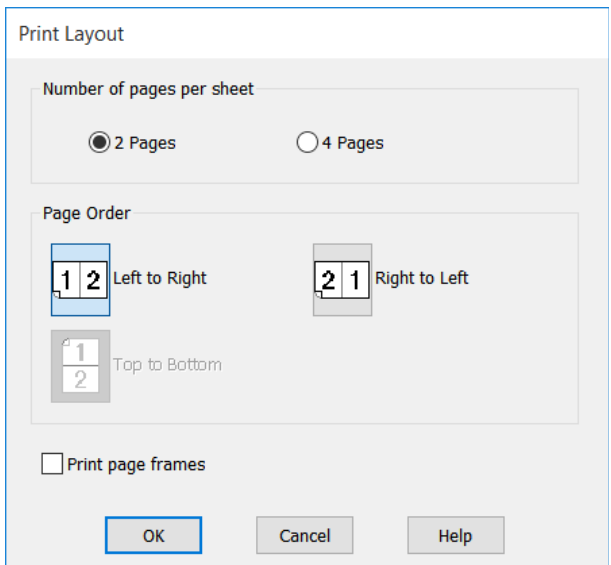 Print Layout
Number of pages per sheet
2 Pages 4 Pages
Page Order
1 2 Left to Right 2 1 Right to Left
1
2 Top to Bottom
Print page frames
OK Cancel Help